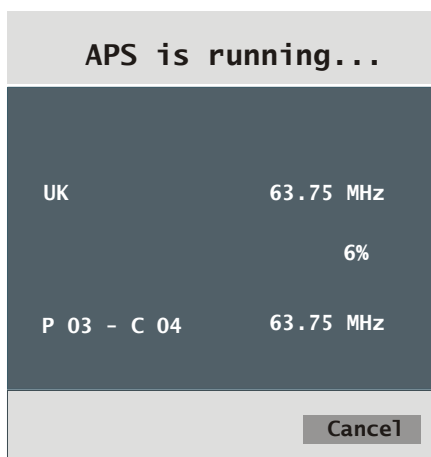 APS is running...
UK 63.75 MHz
6%
P 03 - C 04 63.75 MHz
Cancel